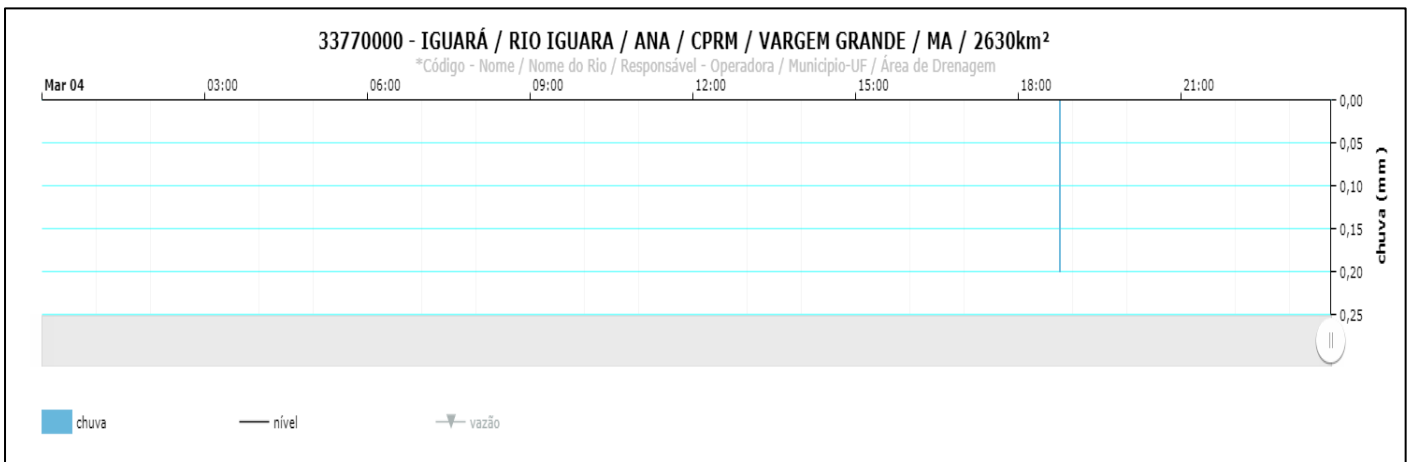 33770000 - IGUARÁ / RIO IGUARA / ANA / CPRM / VARGEM GRANDE / MA / 2630km²
*Código - Nome / Nome do Rio / Responsável - Operadora / Municipio-UF / Área de Drenagem
Mar 04 03:00 06:00 09:00 12:00 15:00 18:00 21:00
0,00
0,05
0,10
0,15
0,20
0,25
chuva (mm )
chuva nível vazão